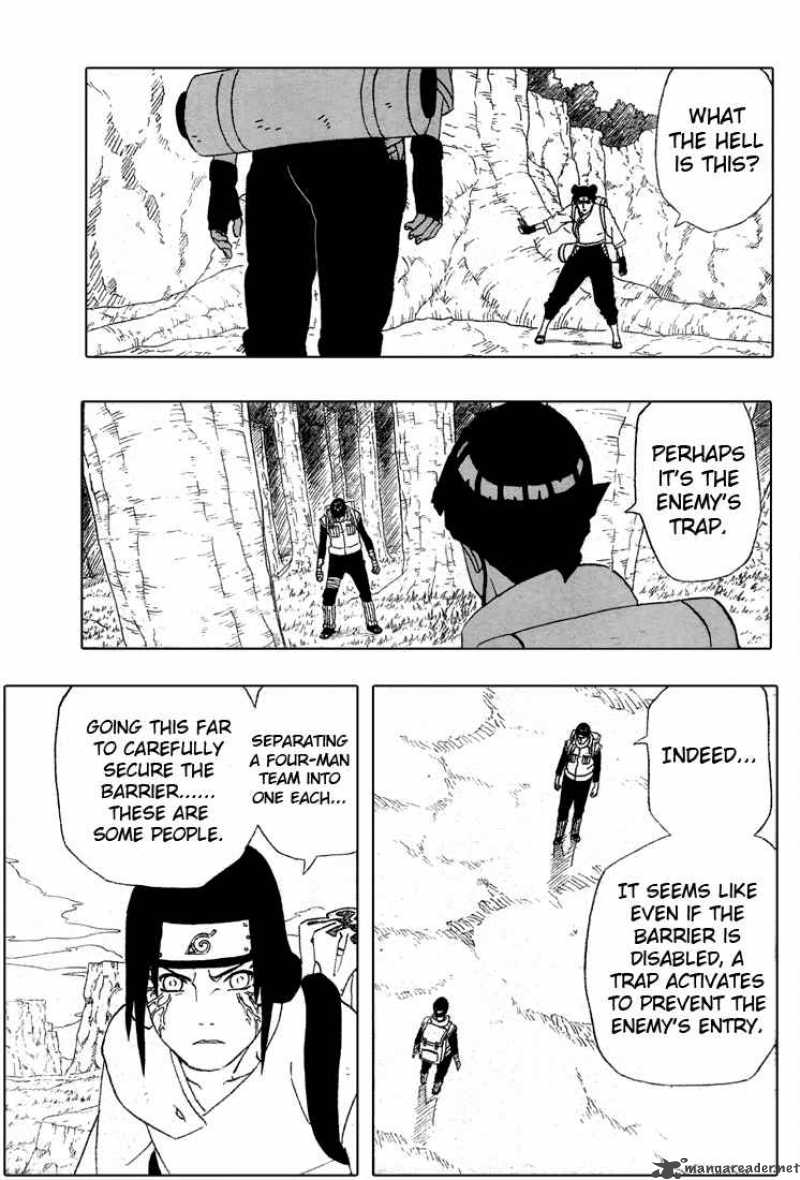 WHAT
THE HELL
IS THIS?
PERHAPS
IT'S THE
ENEMY'S
TRAP.
INDEED...
IT SEEMS LIKE
EVEN IF THE
BARRIER IS
DISABLED, A
TRAP ACTIVATES
TO PREVENT THE
ENEMY'S ENTRY.
SEPARATING
A FOUR-MAN
TEAM INTO
ONE EACH...
GOING THIS FAR
TO CAREFULLY
SECURE THE
BARRIER......
THESE ARE
SOME PEOPLE.
mangareader.net